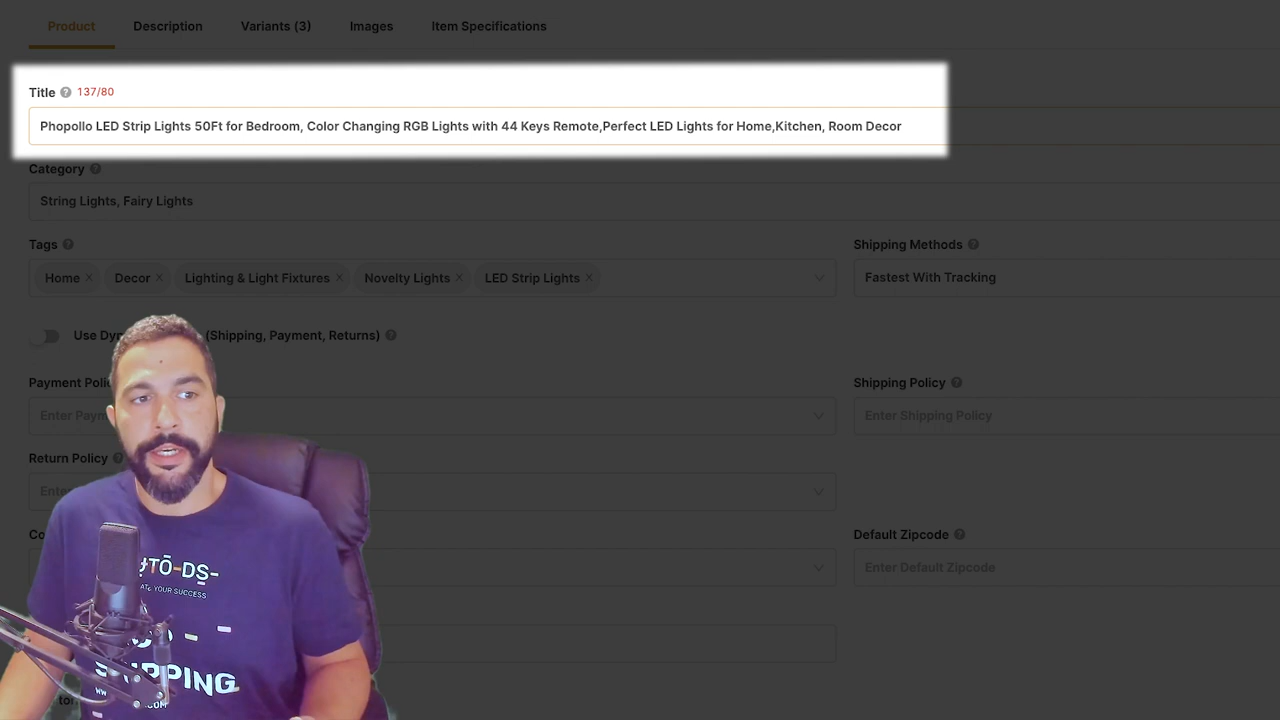 Product Description Variants (3) Images Item Specifications
Title 137/80
Phopollo LED Strip Lights 50Ft for Bedroom, Color Changing RGB Lights with 44 Keys Remote,Perfect LED Lights for Home,Kitchen, Room Decor
Category
String Lights, Fairy Lights
Tags
Home Decor Lighting & Light Fixtures Novelty Lights LED Strip Lights
Shipping Methods
Fastest With Tracking
Use (Shipping, Payment, Returns)
Payment
Enter
Shipping Policy
Enter Shipping Policy
Return Policy
Default Zipcode
Enter Default Zipcode
TŌ-DS-
YOUR SUCCESS